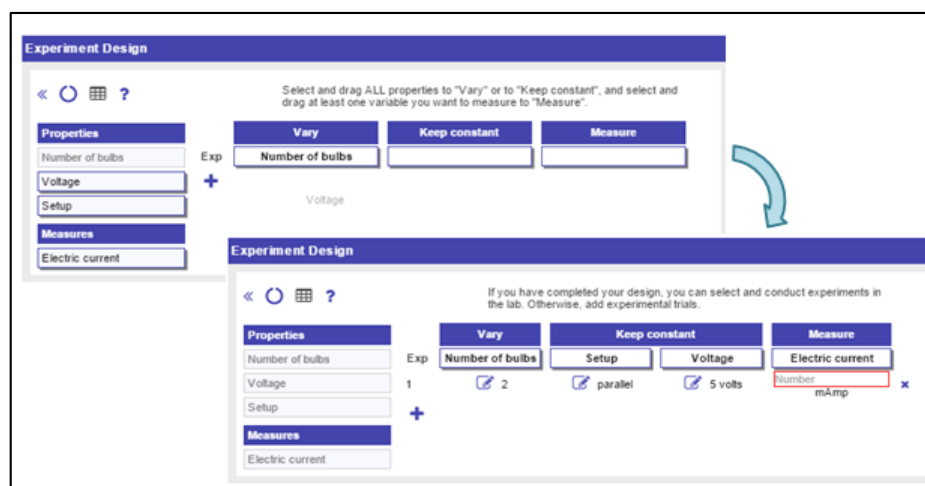 Experiment Design
«
?
Select and drag ALL properties to "Vary" or to "Keep constant", and select and
drag at least one variable you want to measure to "Measure".
Properties
Vary
Keep constant
Measure
Number of bulbs
Exp
Number of bulbs
Voltage
+
Voltage
Setup
Measures
Electric current
Experiment Design
«
?
If you have completed your design, you can select and conduct experiments in
the lab. Otherwise, add experimental trials.
Properties
Vary
Keep constant
Measure
Number of bulbs
Exp
Number of bulbs
Setup
Voltage
Electric current
Voltage
1
2
parallel
5 volts
Number
mAmp
Setup
+
Measures
Electric current